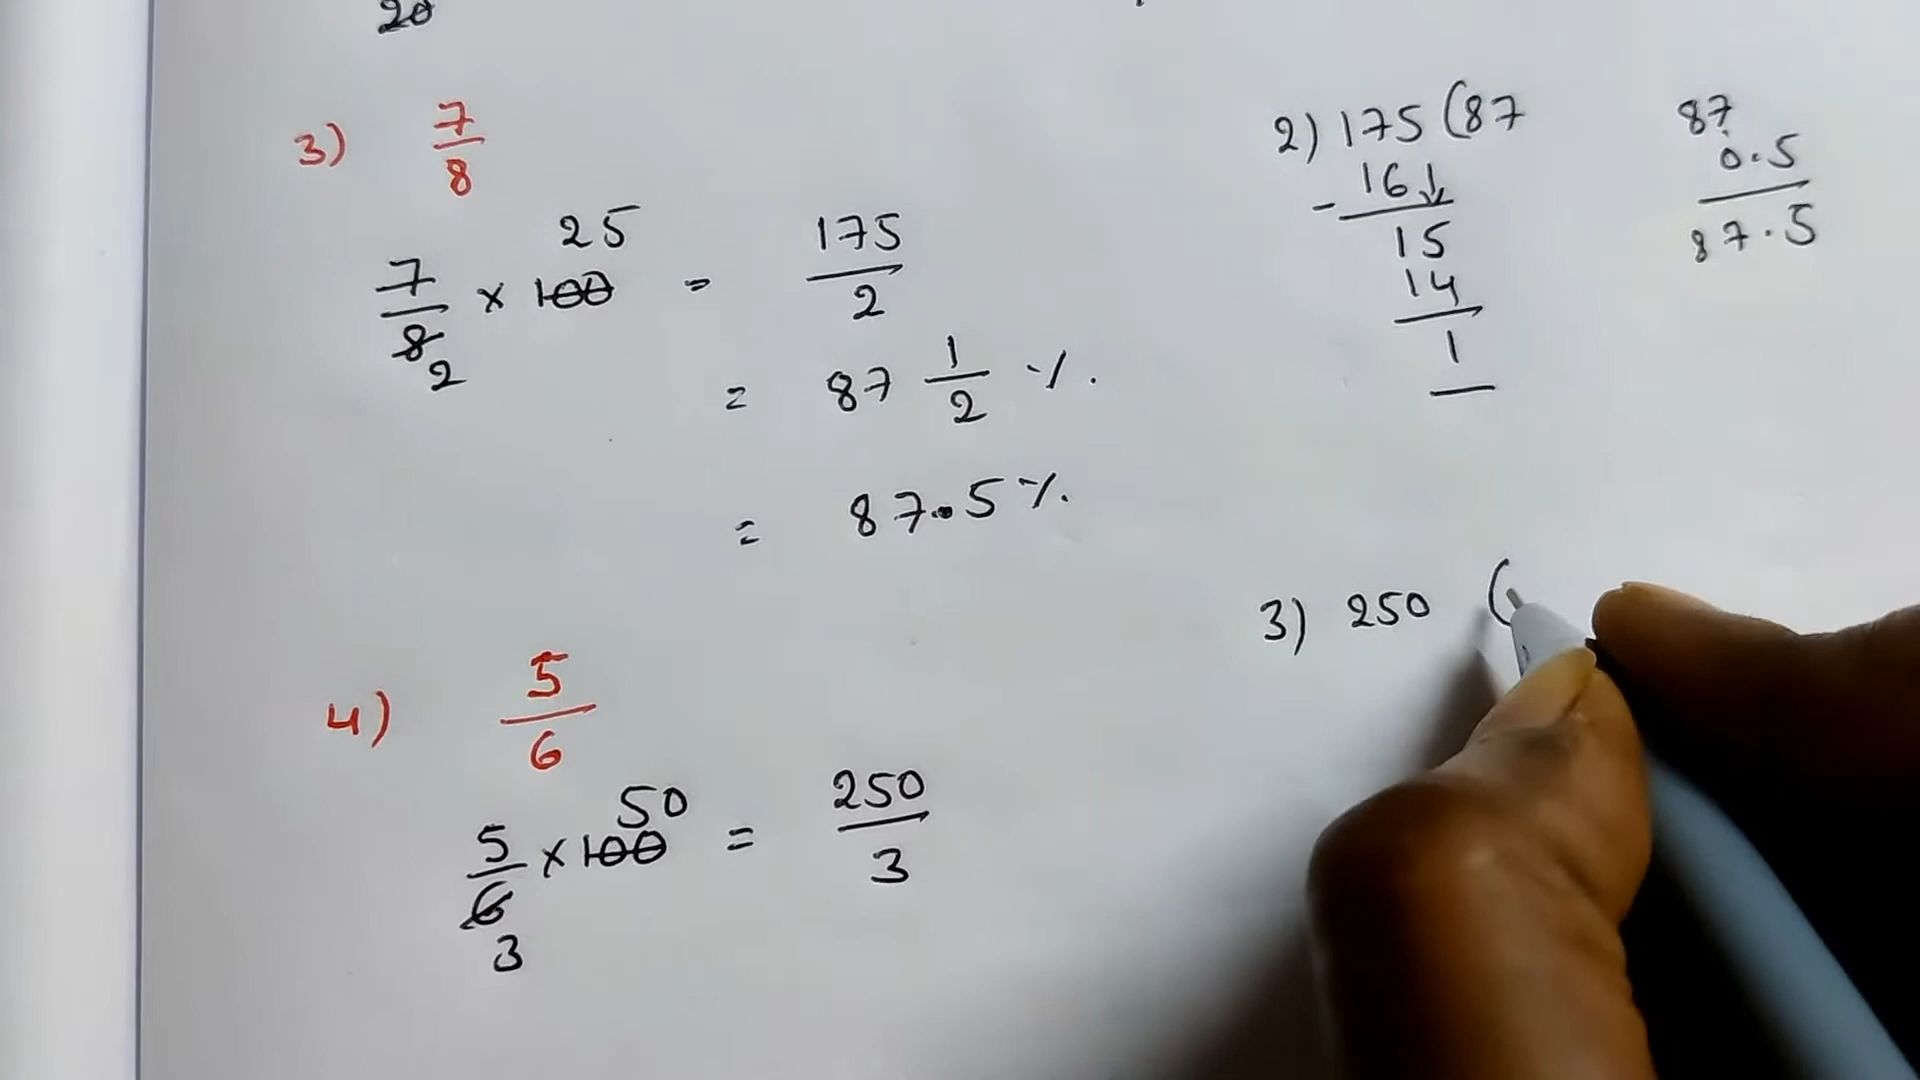 20
3) 7/8
25
7/8 × 100 = 175/2
2
= 87 1/2 %
= 87.5 %
2) 175 (87
- 16↓
15
14
1
87
0.5
87.5
4) 5/6
50
5/6 × 100 = 250/3
3
3) 250 (